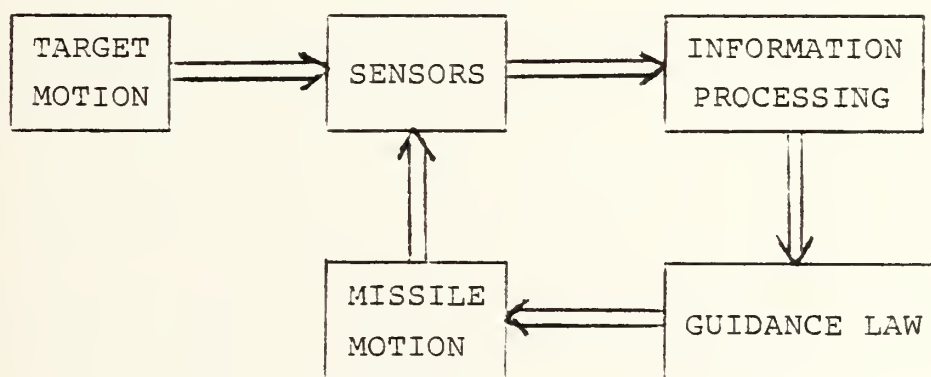 TARGET
MOTION
SENSORS
INFORMATION
PROCESSING
MISSILE
MOTION
GUIDANCE LAW